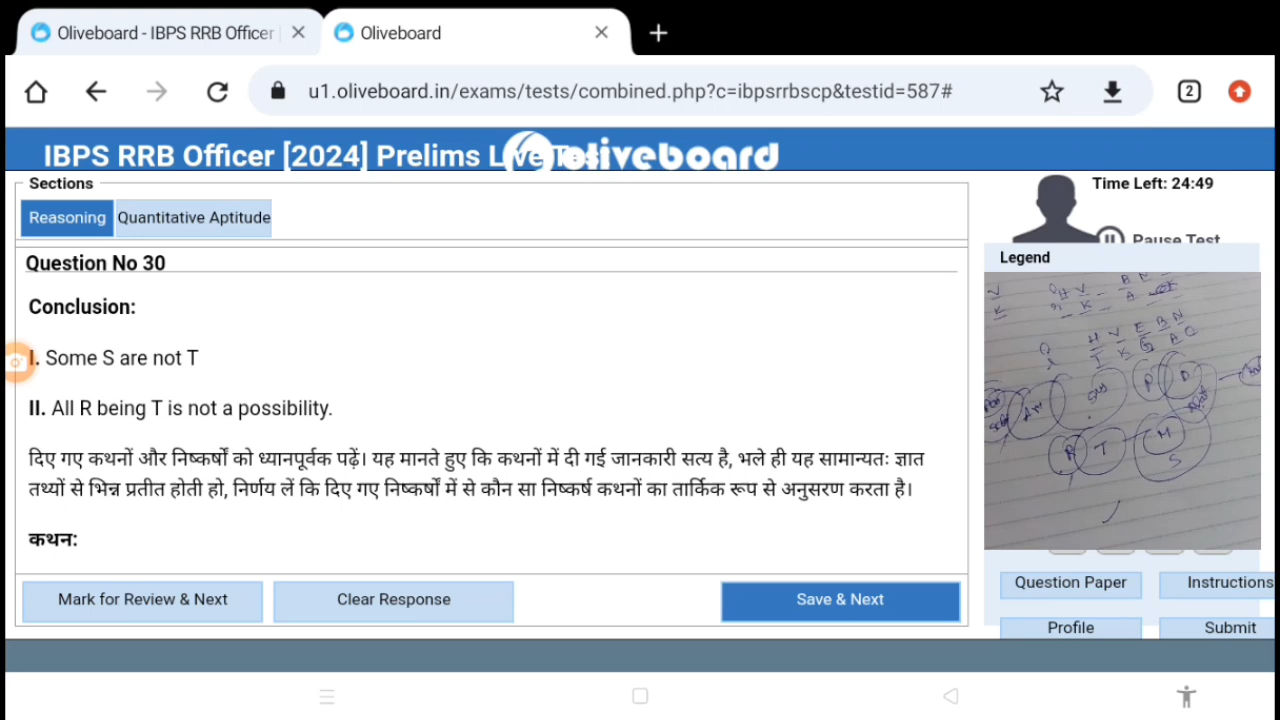 Oliveboard - IBPS RRB Officer
Oliveboard
u1.oliveboard.in/exams/tests/combined.php?c=ibpsrrbscp&testid=587#
2
IBPS RRB Officer [2024] Prelims Live Test
oliveboard
Sections
Reasoning Quantitative Aptitude
Time Left: 24:49
Pause Test
Question No 30
Legend
Conclusion:
I. Some S are not T
II. All R being T is not a possibility.
दिए गए कथनों और निष्कर्षों को ध्यानपूर्वक पढ़ें। यह मानते हुए कि कथनों में दी गई जानकारी सत्य है, भले ही यह सामान्यतः ज्ञात
तथ्यों से भिन्न प्रतीत होती हो, निर्णय लें कि दिए गए निष्कर्षों में से कौन सा निष्कर्ष कथनों का तार्किक रूप से अनुसरण करता है।
कथन:
H V E B N
T K G A O
P D
R T M
S
Mark for Review & Next Clear Response Save & Next
Question Paper Instructions
Profile Submit